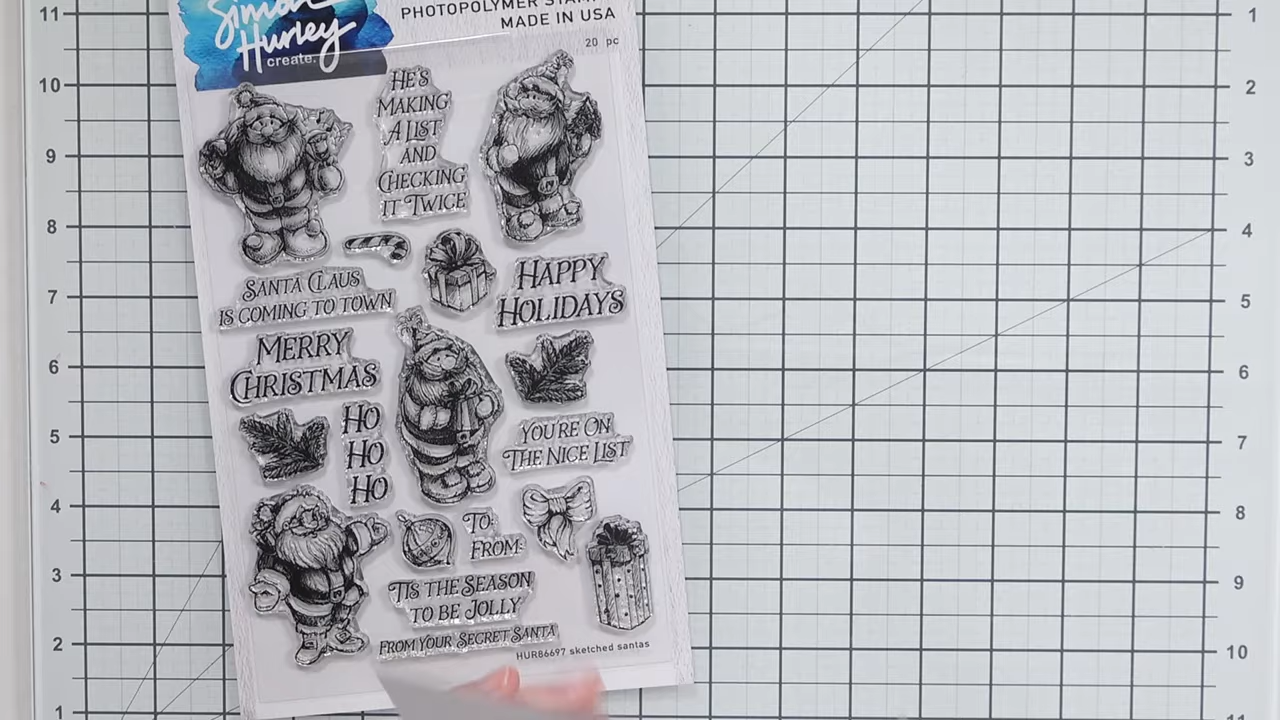 Simon
Hurley
create.
PHOTOPOLYMER
MADE IN USA
20 pc
HE'S
MAKING
A LIST
AND
CHECKING
IT TWICE
SANTA CLAUS
IS COMING TO TOWN
HAPPY
HOLIDAYS
MERRY
CHRISTMAS
HO
HO
HO
YOU'RE ON
THE NICE LIST
TO:
FROM:
'TIS THE SEASON
TO BE JOLLY
FROM YOUR SECRET SANTA
HUR86697 sketched santas
11
10
9
8
7
6
5
4
3
2
1
1
2
3
4
5
6
7
8
9
10